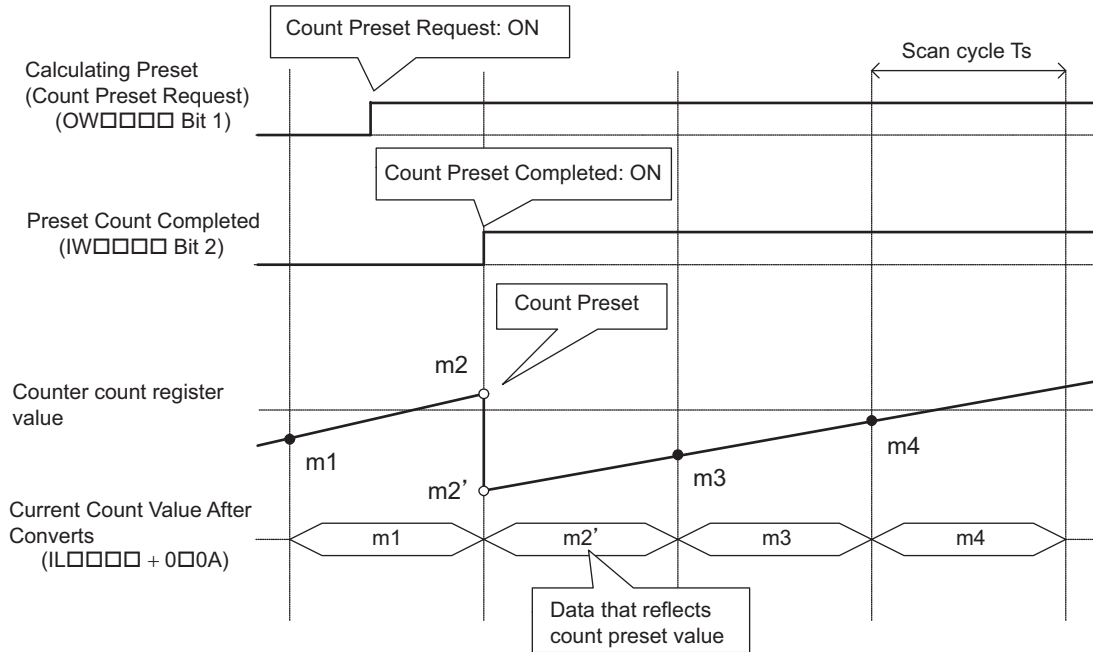 Count Preset Request: ON
Scan cycle Ts
Calculating Preset
(Count Preset Request)
(OW□□□□ Bit 1)
Count Preset Completed: ON
Preset Count Completed
(IW□□□□ Bit 2)
Count Preset
m2
Counter count register
value
m1
m4
m3
m2’
Current Count Value After
Converts
(IL□□□□ + 0□0A)
m1
m2’
m3
m4
Data that reflects
count preset value